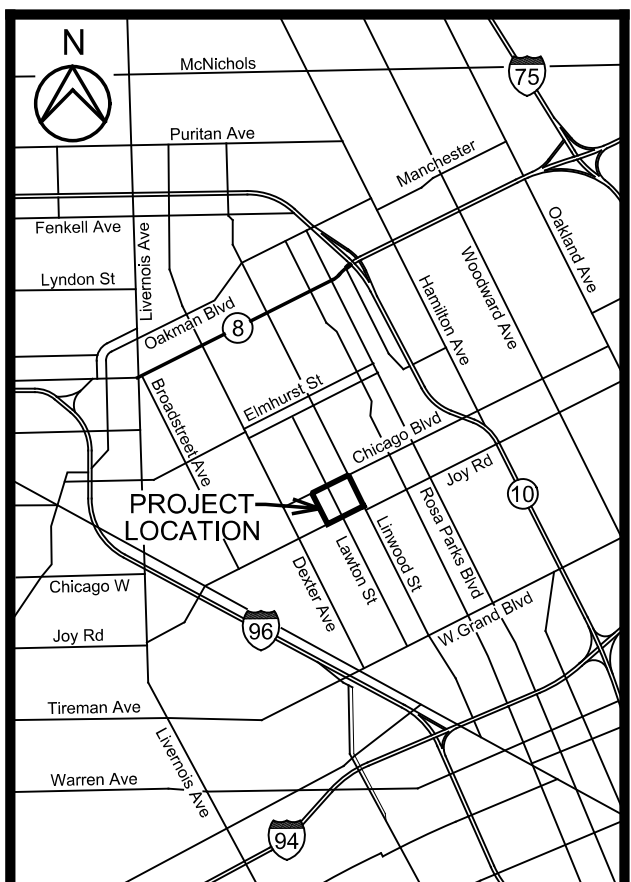 N
McNichols
75
Puritan Ave
Manchester
Fenkell Ave
Livernois Ave
Oakland Ave
Woodward Ave
Lyndon St
Hamilton Ave
Oakman Blvd
8
Elmhurst St
Broadstreet Ave
Chicago Blvd
Joy Rd
10
PROJECT
LOCATION
Rosa Parks Blvd
Linwood St
Lawton St
Dexter Ave
Chicago W
96
W.Grand Blvd
Joy Rd
Tireman Ave
Livernois Ave
Warren Ave
94